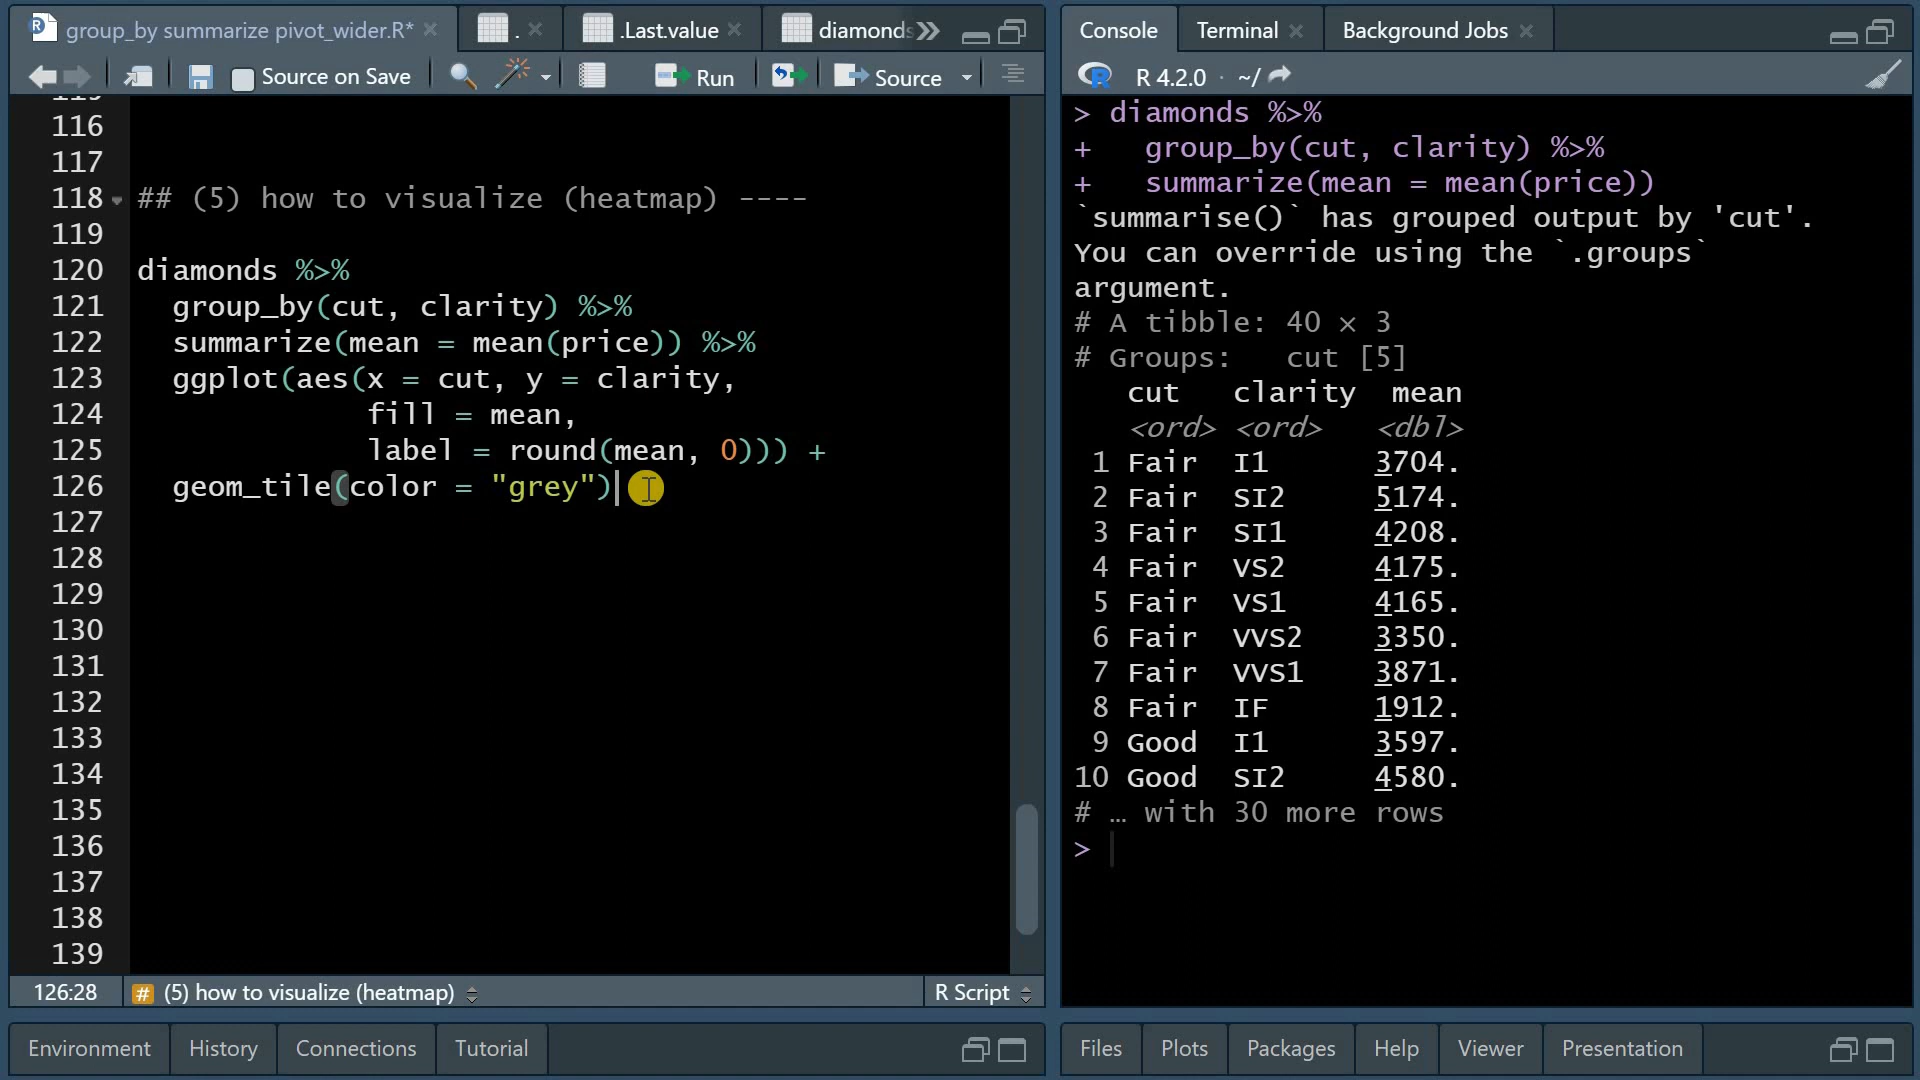 group_by summarize pivot_wider.R*
.
.Last.value
diamonds
Source on Save
Run
Source
116
117
118 ## (5) how to visualize (heatmap) ----
119
120 diamonds %>%
121   group_by(cut, clarity) %>%
122   summarize(mean = mean(price)) %>%
123   ggplot(aes(x = cut, y = clarity,
124              fill = mean,
125              label = round(mean, 0))) +
126   geom_tile(color = "grey")
127
128
129
130
131
132
133
134
135
136
137
138
139
126:28
# (5) how to visualize (heatmap)
R Script
Environment
History
Connections
Tutorial
Console
Terminal
Background Jobs
R 4.2.0 · ~/
> diamonds %>%
+   group_by(cut, clarity) %>%
+   summarize(mean = mean(price))
`summarise()` has grouped output by 'cut'.
You can override using the `.groups`
argument.
# A tibble: 40 × 3
# Groups:   cut [5]
   cut   clarity  mean
   <ord> <ord>   <dbl>
 1 Fair  I1      3704.
 2 Fair  SI2     5174.
 3 Fair  SI1     4208.
 4 Fair  VS2     4175.
 5 Fair  VS1     4165.
 6 Fair  VVS2    3350.
 7 Fair  VVS1    3871.
 8 Fair  IF      1912.
 9 Good  I1      3597.
10 Good  SI2     4580.
# … with 30 more rows
>
Files
Plots
Packages
Help
Viewer
Presentation